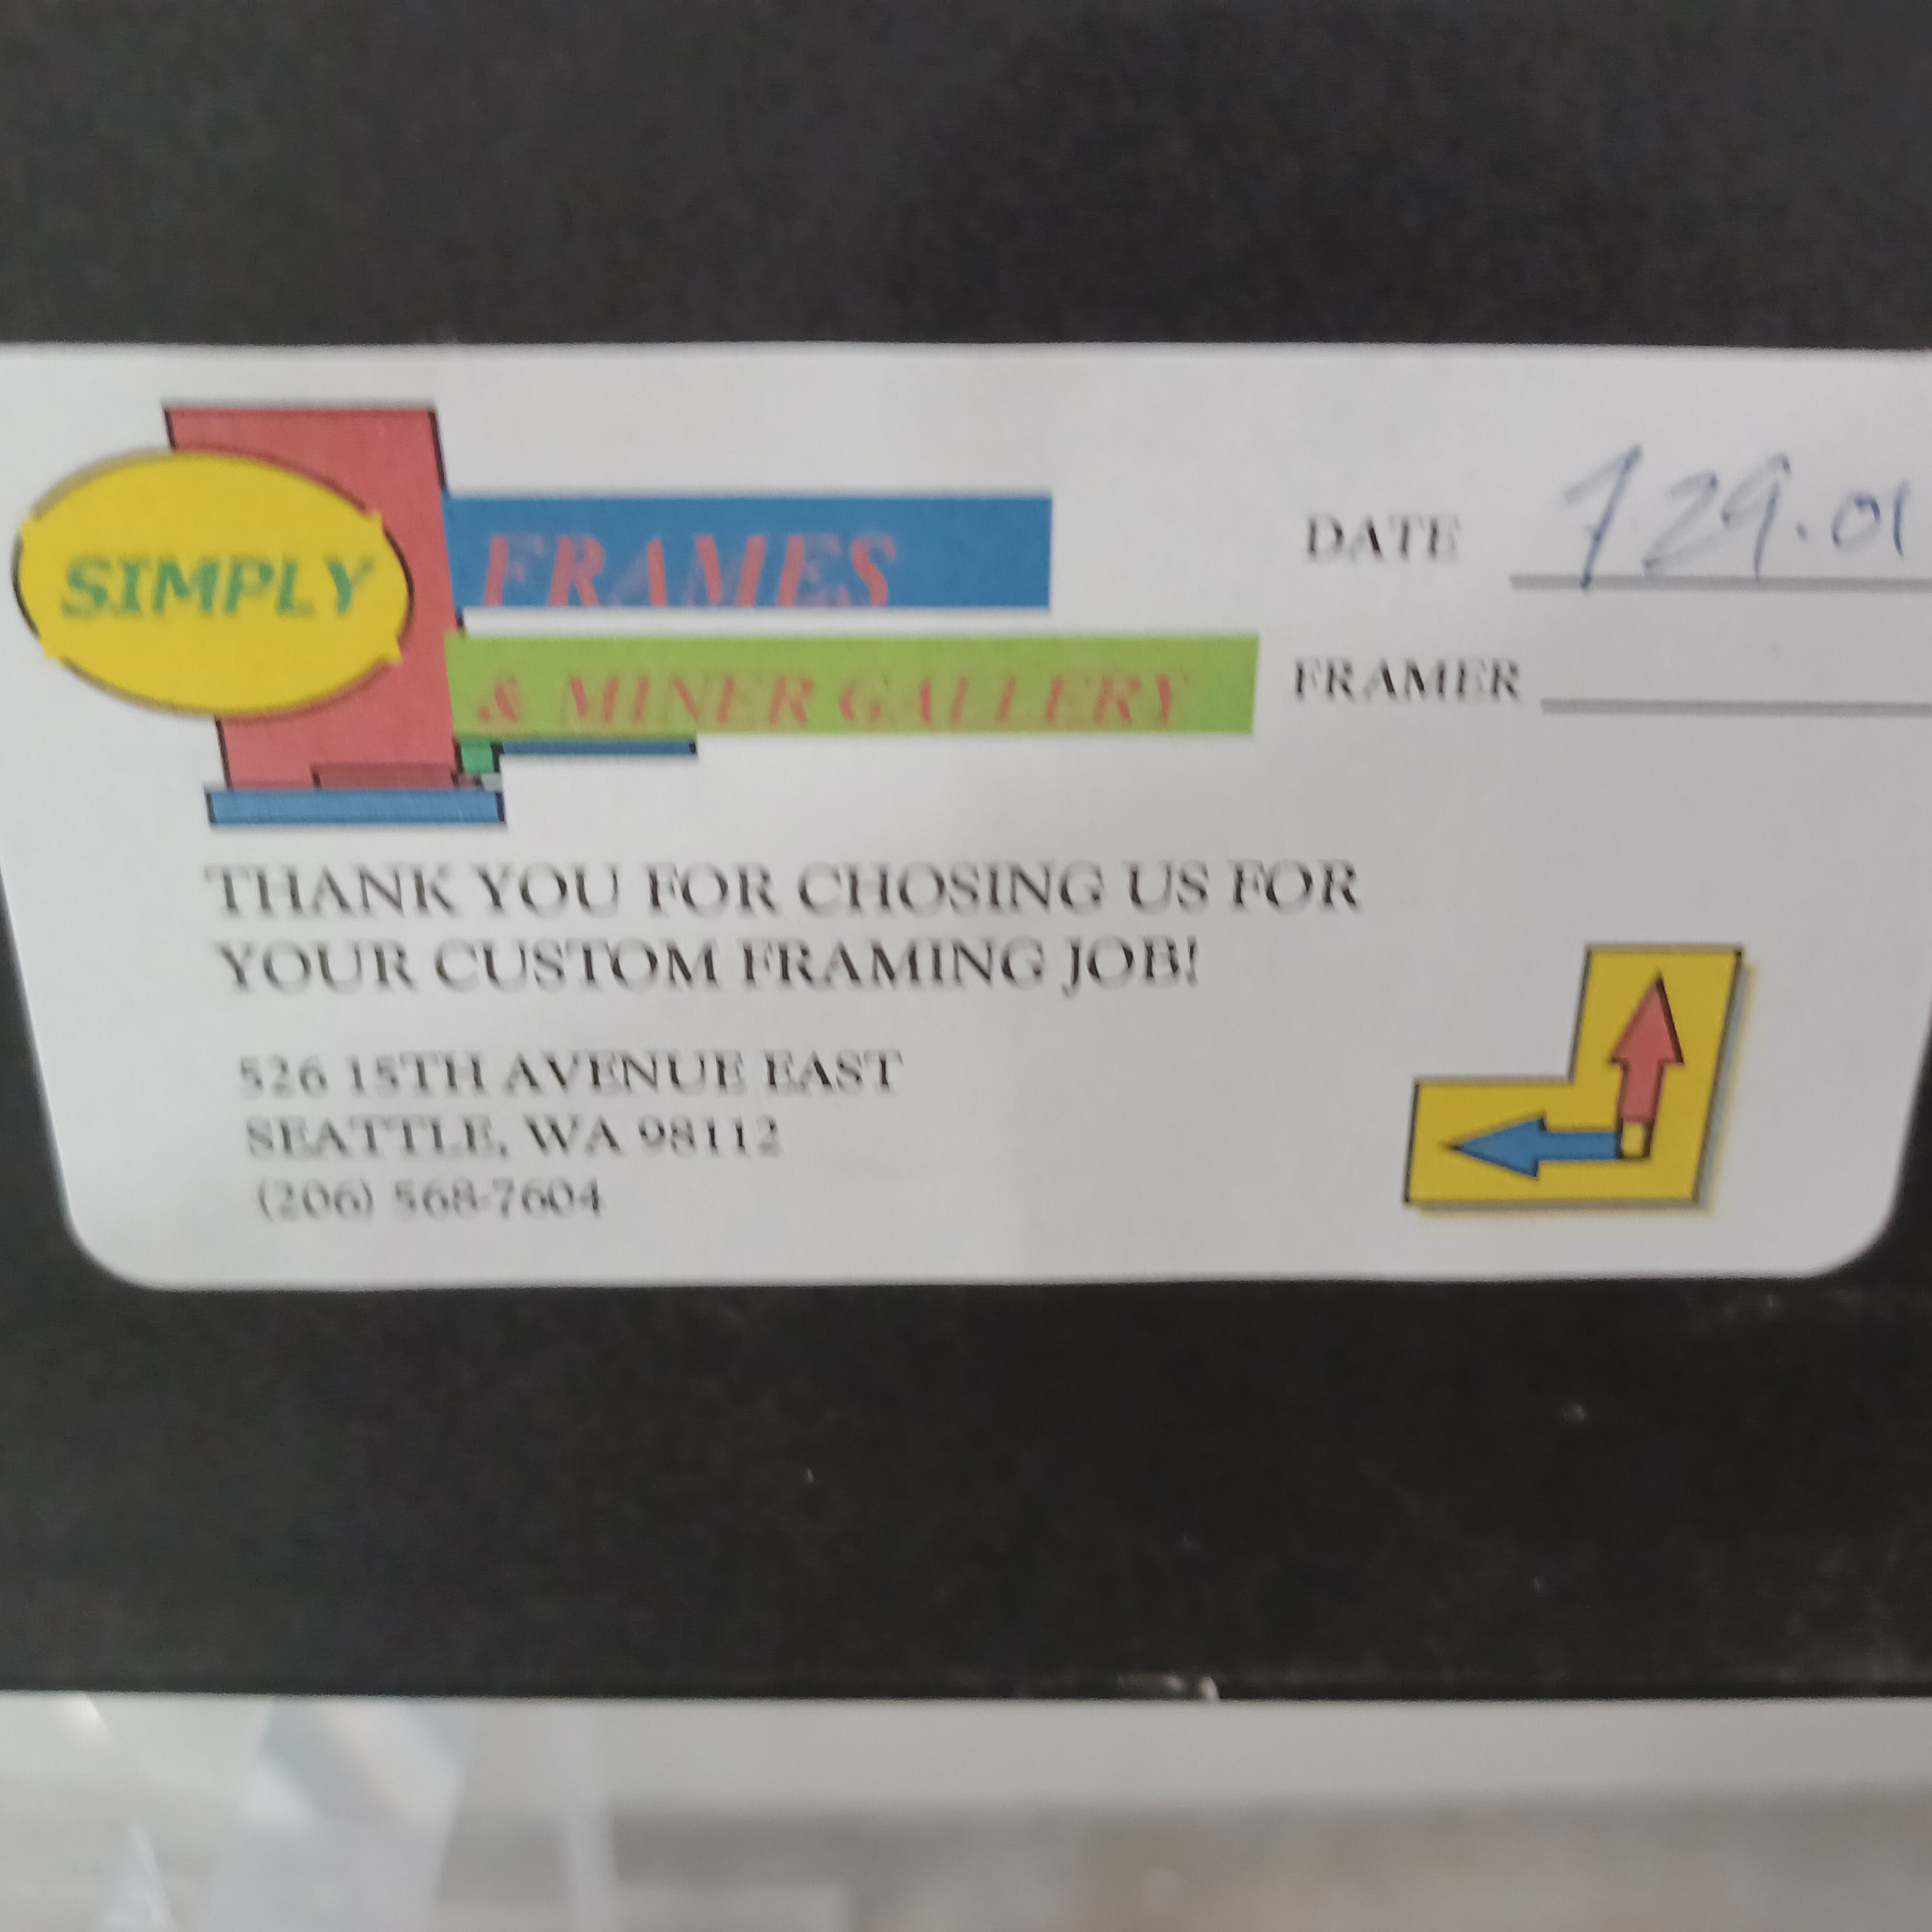 SIMPLY
FRAMES
& MINER GALLERY
DATE 7 29.01
FRAMER
THANK YOU FOR CHOSING US FOR
YOUR CUSTOM FRAMING JOB!
526 15TH AVENUE EAST
SEATTLE, WA 98112
(206) 568-7604